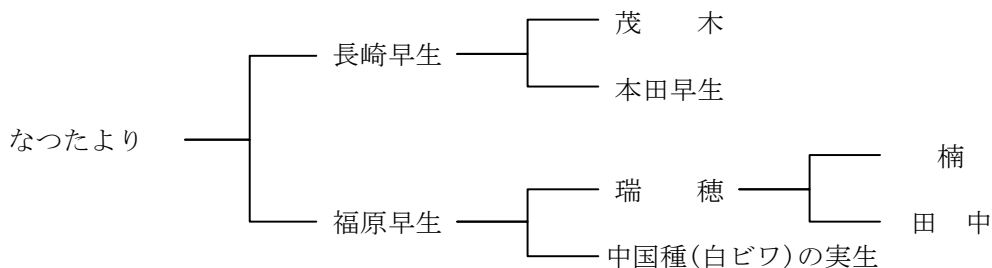 茂　　木
長崎早生
本田早生
なつたより
楠
瑞　　穂
福原早生
田　中
中国種(白ビワ)の実生